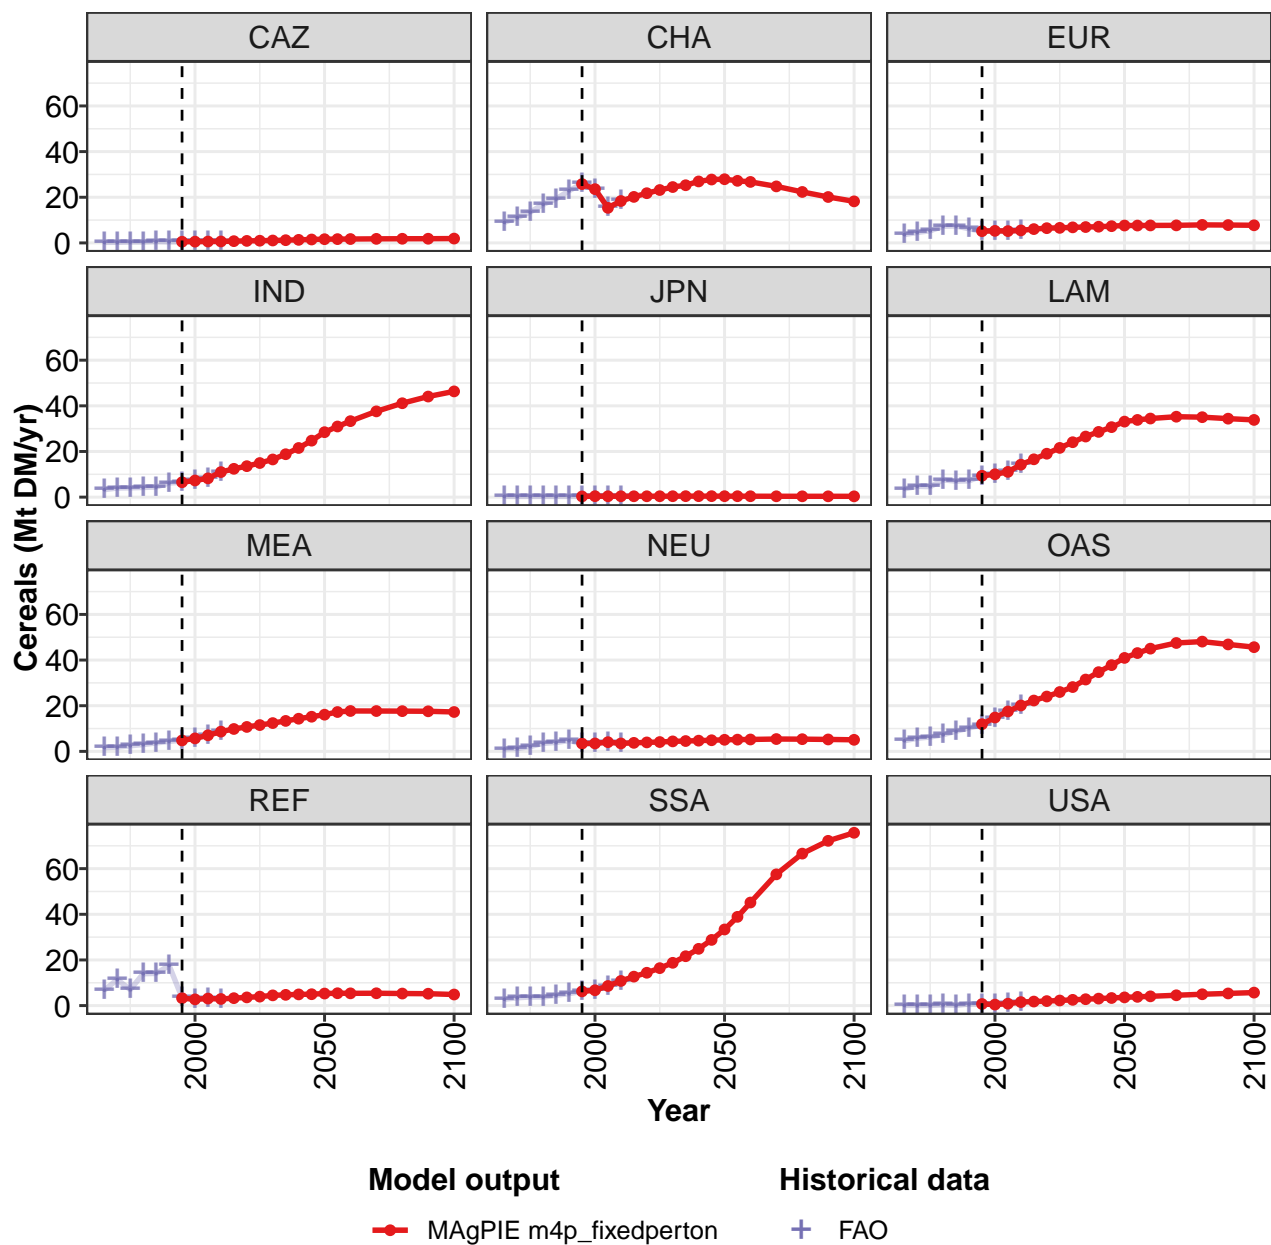 CAZ CHA EUR
60
40
20
0
IND JPN LAM
60
40
20
0
MEA NEU OAS
60
40
20
0
REF SSA USA
60
40
20
0
Cereals (Mt DM/yr)
2000 2050 2100 2000 2050 2100 2000 2050 2100
Year
Model output Historical data
MAgPIE m4p_fixedperton FAO